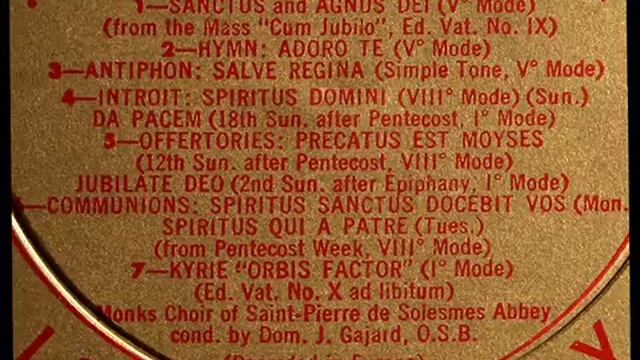 1—SANCTUS and AGNUS DEI (V° Mode)
(from the Mass "Cum Jubilo", Ed. Vat. No. IX)
2—HYMN: ADORO TE (V° Mode)
3—ANTIPHON: SALVE REGINA (Simple Tone, V° Mode)
4—INTROIT: SPIRITUS DOMINI (VIII° Mode) (Sun.)
DA PACEM (18th Sun. after Pentecost, I° Mode)
5—OFFERTORIES: PRECATUS EST MOYSES
(12th Sun. after Pentecost, VIII° Mode)
JUBILATE DEO (2nd Sun. after Epiphany, I° Mode)
—COMMUNIONS: SPIRITUS SANCTUS DOCEBIT VOS (Mon.
SPIRITUS QUI A PATRE (Tues.)
(from Pentecost Week, VIII° Mode)
7—KYRIE "ORBIS FACTOR" (I° Mode)
(Ed. Vat. No. X ad libitum)
Monks Choir of Saint-Pierre de Solesmes Abbey
cond. by Dom. J. Gajard, O.S.B.